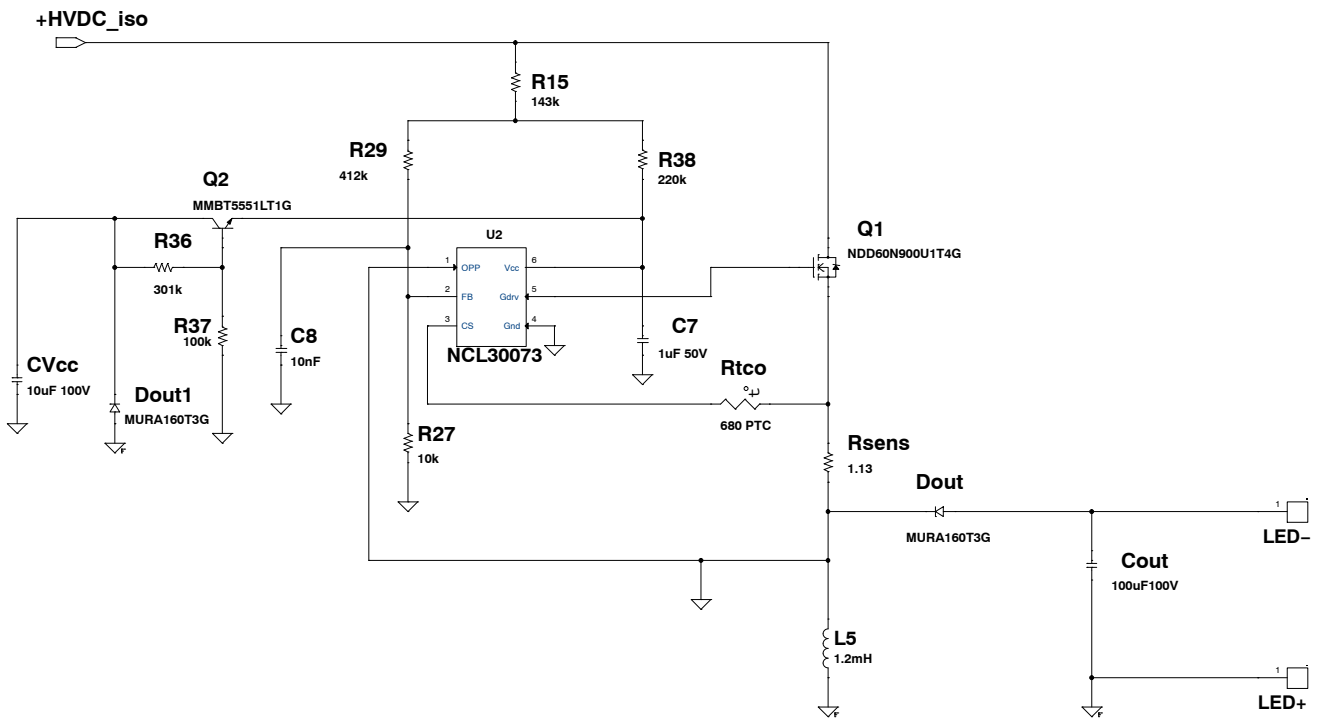 +HVDC_iso
R15
143k
R29
412k
R38
220k
Q2
MMBT5551LT1G
R36
301k
R37
100k
U2
1 OPP Vcc 6
2 FB Gdrv 5
3 CS Gnd 4
NCL30073
Q1
NDD60N900U1T4G
C8
10nF
C7
1uF 50V
CVcc
10uF 100V
Dout1
MURA160T3G
F
Rtco
t°
680 PTC
R27
10k
Rsens
1.13
Dout
MURA160T3G
1
LED–
Cout
100uF100V
L5
1.2mH
F
F
1
LED+